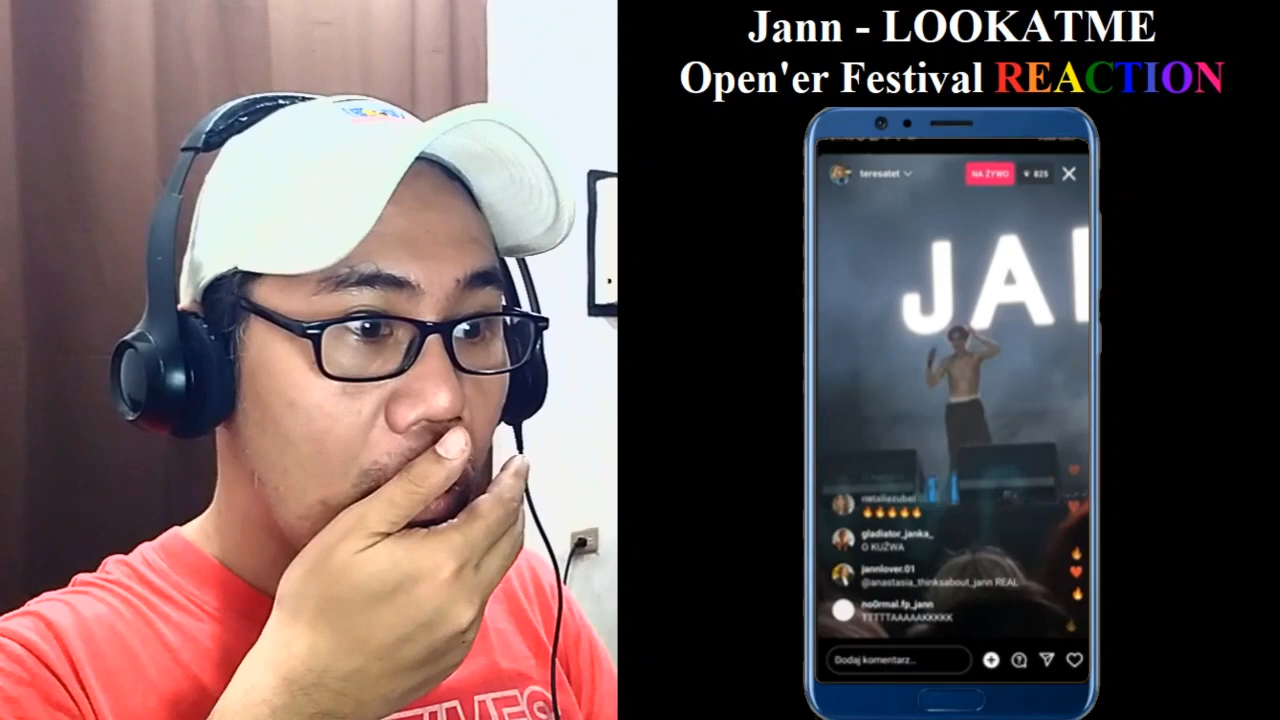 Jann - LOOKATME
Open'er Festival REACTION
teresatet
NA ŻYWO
825
JA
nataliazubel
gladiator_janka_
O KUŹWA
jannlover.01
@anastasia_thinksabout_jann REAL
no0rmal.fp_jann
TTTTTAAAAAKKKKK
Dodaj komentarz...